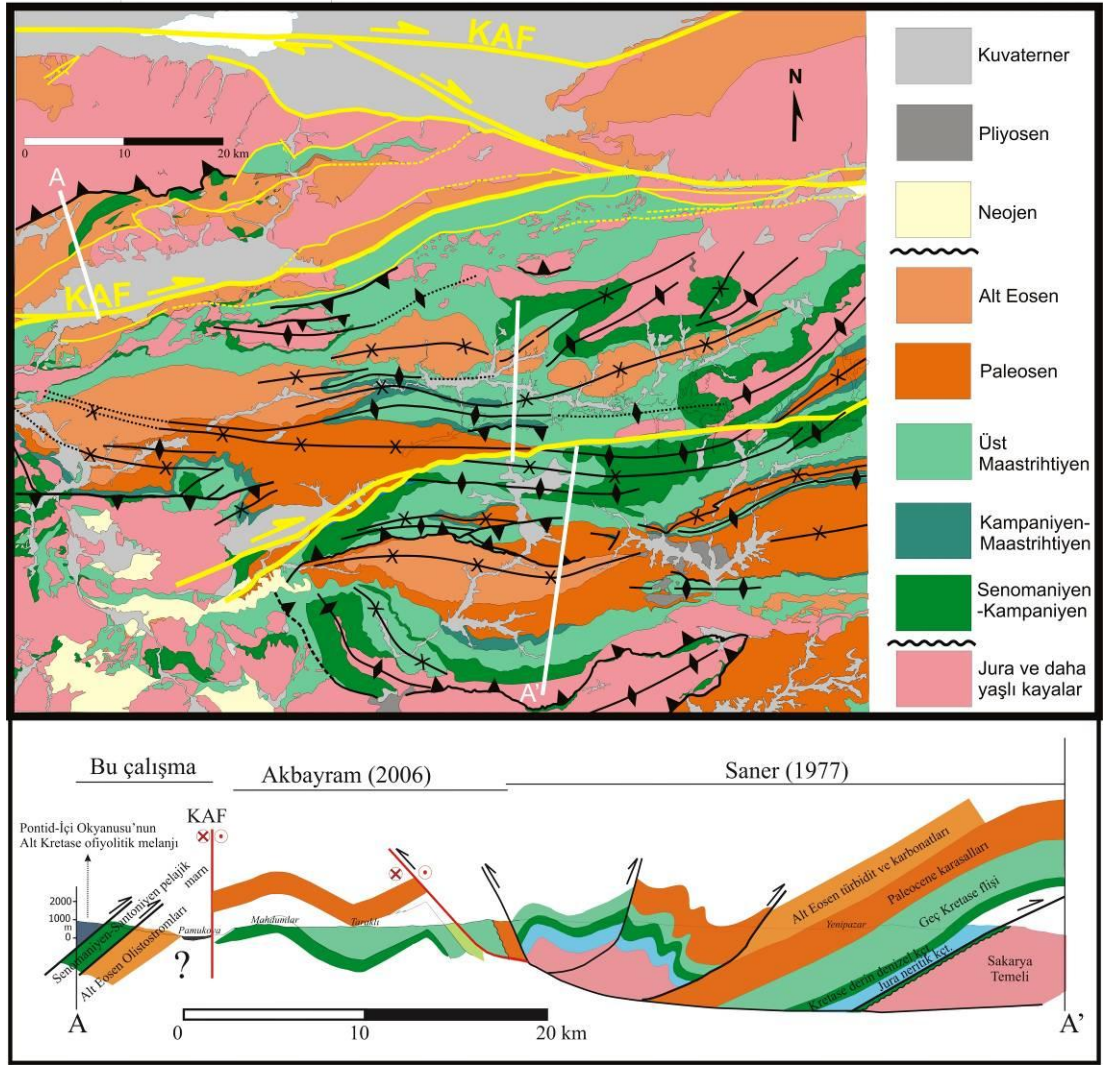 KAF
N
0 10 20 km
A
KAF
A'
Kuvaterner
Pliyosen
Neojen
Alt Eosen
Paleosen
Üst
Maastrihtiyen
Kampaniyen-
Maastrihtiyen
Senomaniyen
-Kampaniyen
Jura ve daha
yaşlı kayalar
Bu çalışma
Akbayram (2006)
Saner (1977)
KAF
Pontid-İçi Okyanusu'nun
Alt Kretase ofiyolitik melanjı
2000
1000
m
0
Senomaniyen-Santoniyen pelajik
marn
Alt Eosen Olistostromları
Pamukova
?
Mahdumlar
Taraklı
Alt Eosen türbidit ve karbonatları
Paleocene karasalları
Yenipazar
Geç Kretase flişi
Kretase derin denizel kçt.
Jura neritik kçt.
Sakarya
Temeli
A
A'
0 10 20 km